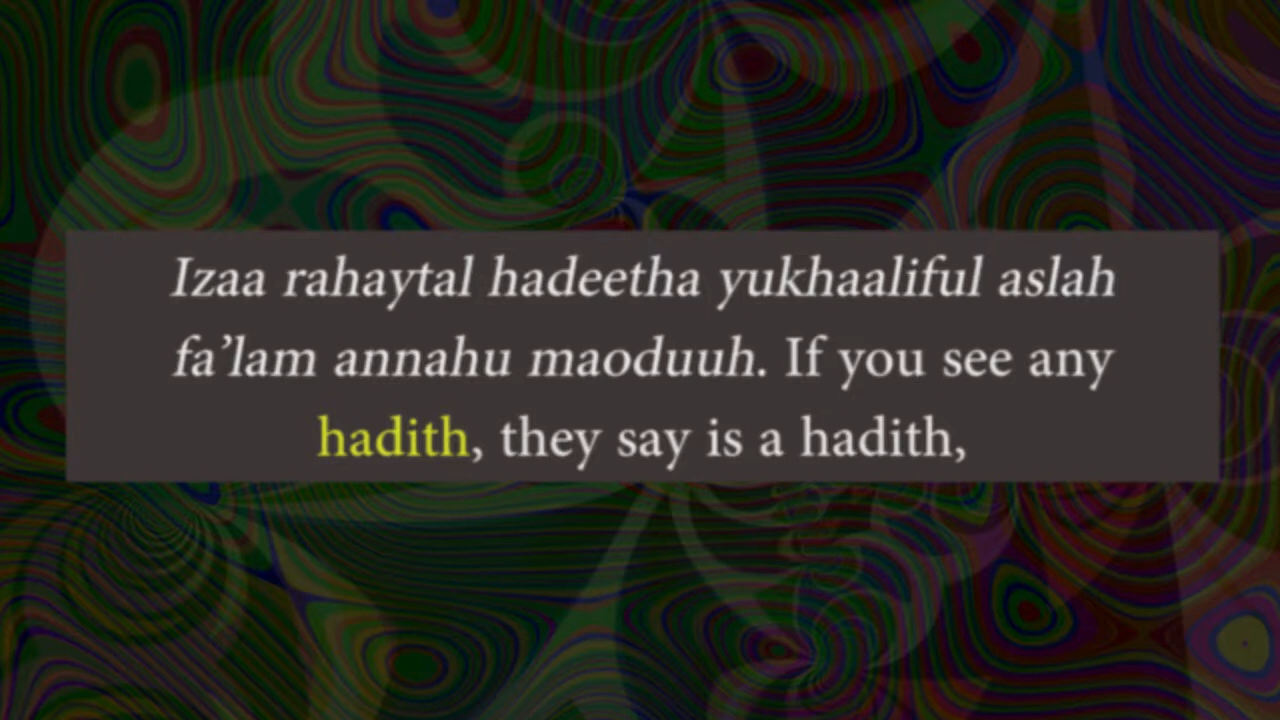 Izaa rahaytal hadeetha yukhaaliful aslah
fa’lam annahu maoduuh. If you see any
hadith, they say is a hadith,